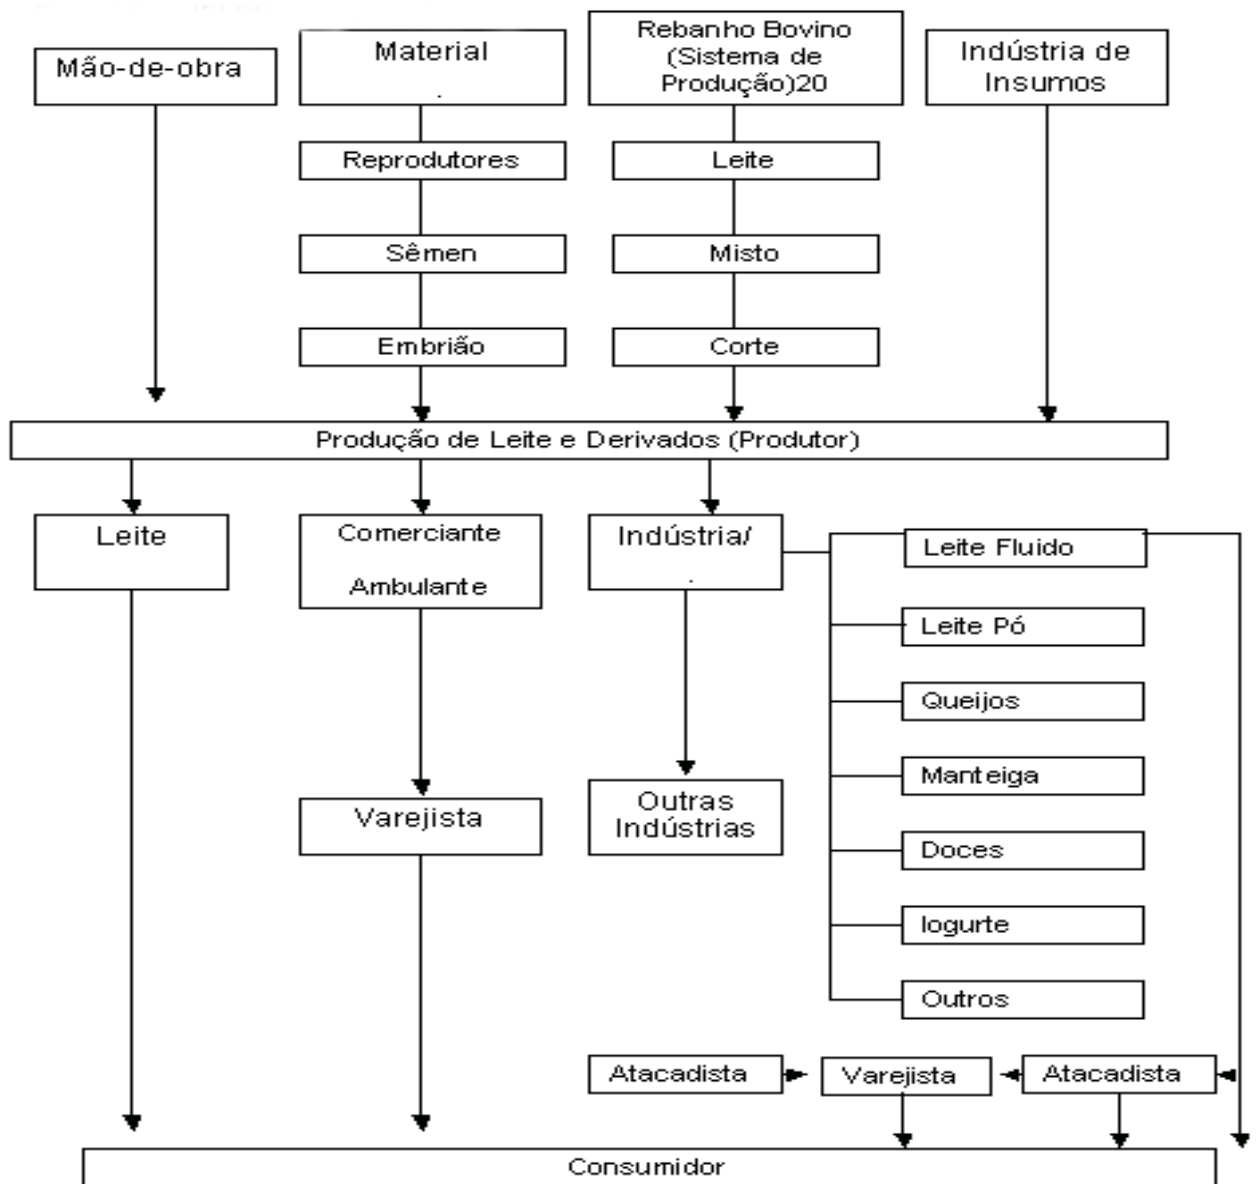 Mão-de-obra
Material
.
Rebanho Bovino
(Sistema de
Produção)20
Indústria de
Insumos
Reprodutores
Leite
Sêmen
Misto
Embrião
Corte
Produção de Leite e Derivados (Produtor)
Leite
Comerciante
Ambulante
Indústria/
.
Leite Fluido
Leite Pó
Queijos
Manteiga
Outras
Indústrias
Varejista
Doces
Iogurte
Outros
Atacadista
Varejista
Atacadista
Consumidor